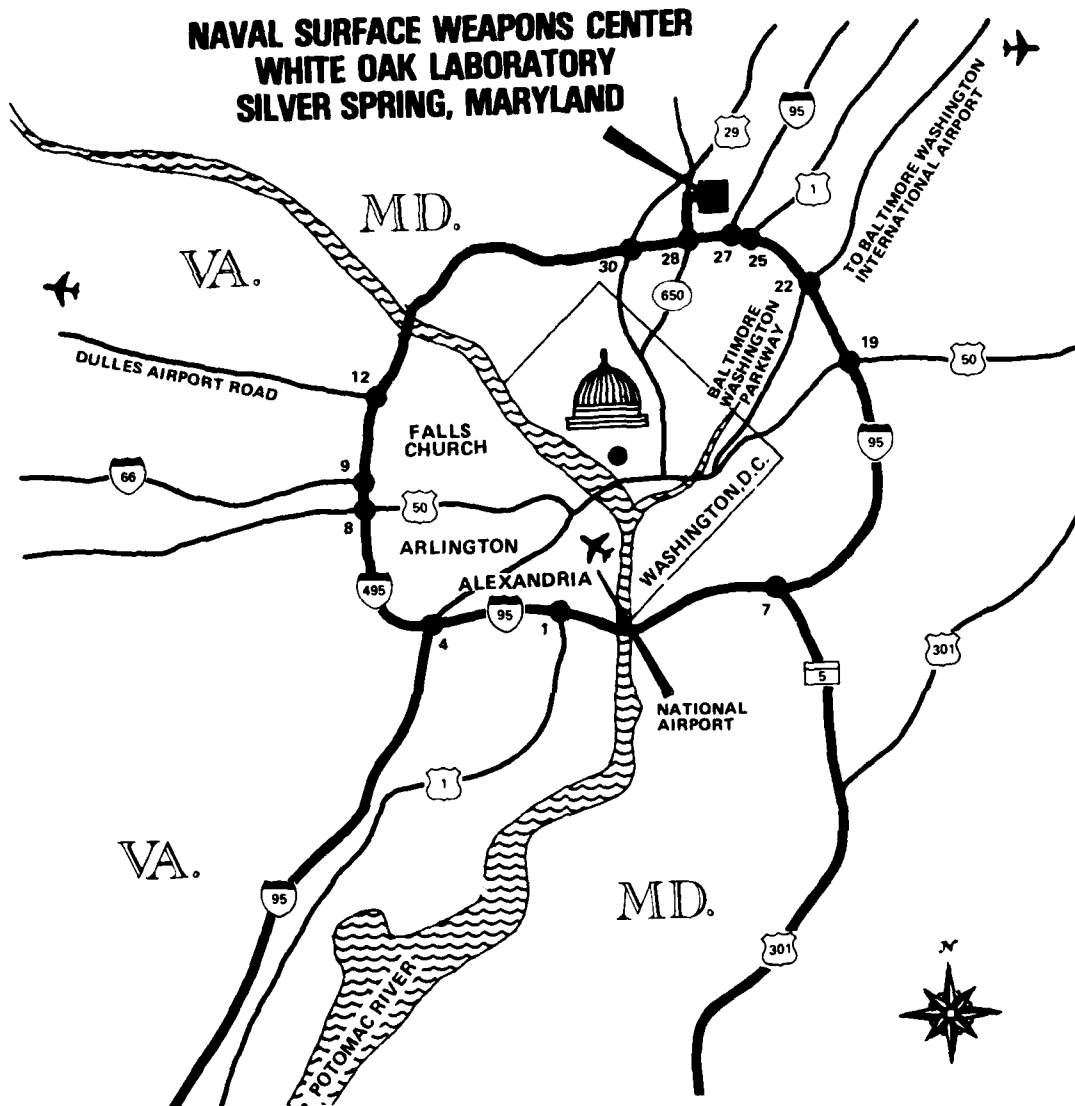 NAVAL SURFACE WEAPONS CENTER
WHITE OAK LABORATORY
SILVER SPRING, MARYLAND
29
95
1
TO BALTIMORE WASHINGTON
INTERNATIONAL AIRPORT
MD.
VA.
30
28
27
25
22
650
19
50
DULLES AIRPORT ROAD
12
BALTIMORE
WASHINGTON
PARKWAY
FALLS
CHURCH
95
9
66
8
50
ARLINGTON
WASHINGTON, D.C.
495
ALEXANDRIA
95
1
4
7
301
5
NATIONAL
AIRPORT
1
VA.
95
MD.
301
N
POTOMAC RIVER